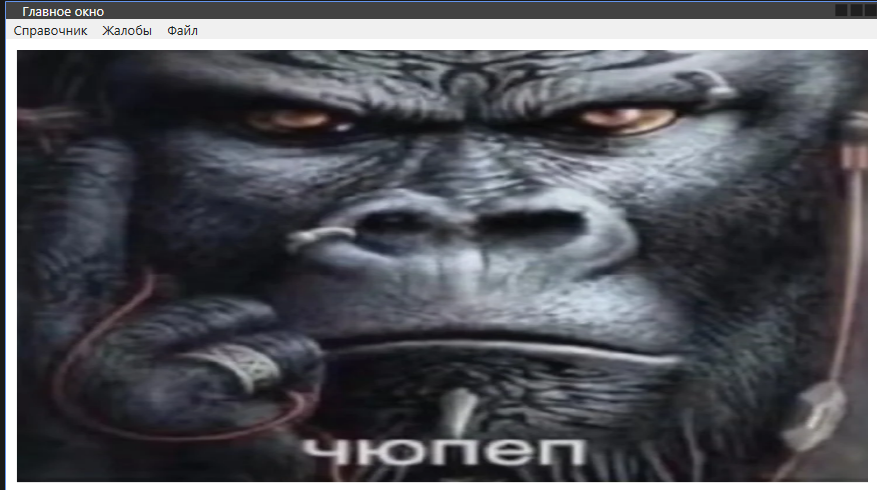 Главное окно
Справочник Жалобы Файл
чюпеп